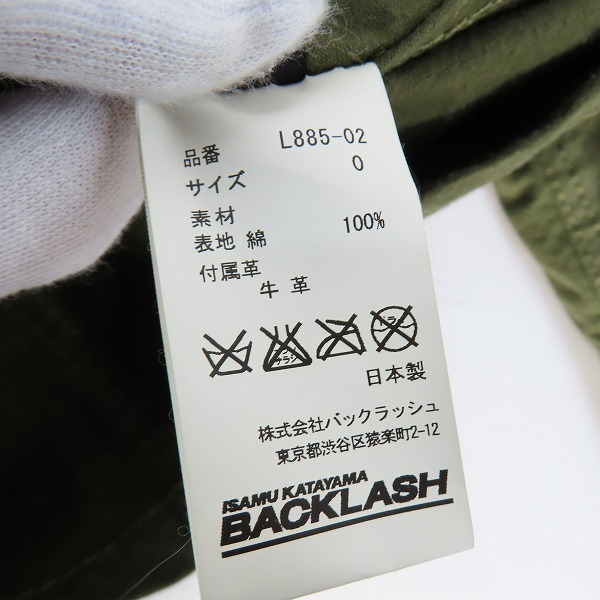 品番 L885-02
サイズ 0
素材
表地 綿 100%
付属革
牛革
日本製
株式会社バックラッシュ
東京都渋谷区猿楽町2-12
ISAMU KATAYAMA
BACKLASH